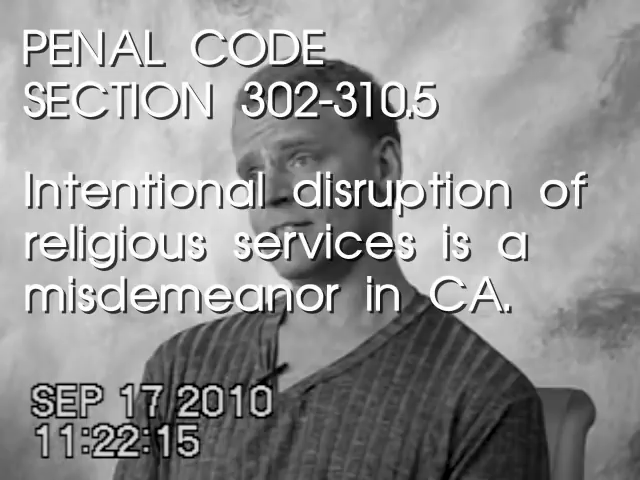 PENAL CODE
SECTION 302-310.5
Intentional disruption of
religious services is a
misdemeanor in CA.
SEP 17 2010
11:22:15